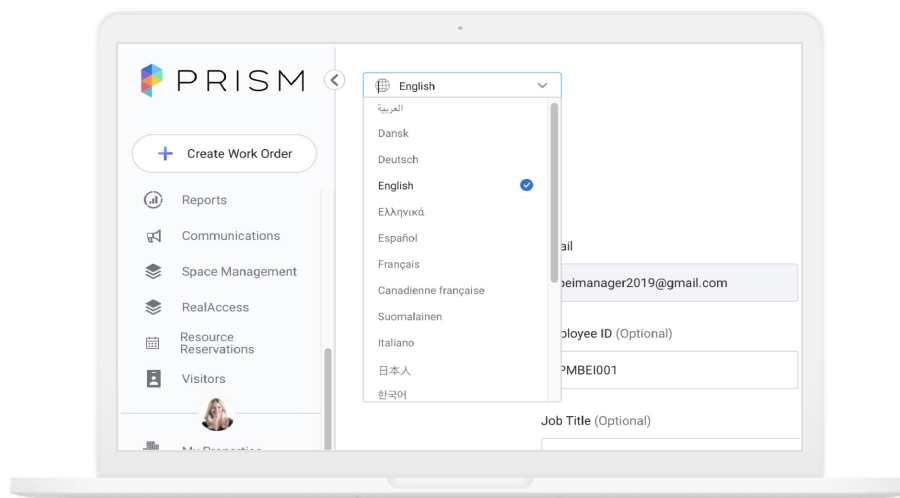 PRISM
Create Work Order
Reports
Communications
Space Management
RealAccess
Resource
Reservations
Visitors
English
العربية
Dansk
Deutsch
English
Ελληνικά
Español
Français
Canadienne française
Suomalainen
Italiano
日本人
한국어
ail
beimanager2019@gmail.com
ployee ID (Optional)
PMBEI001
Job Title (Optional)